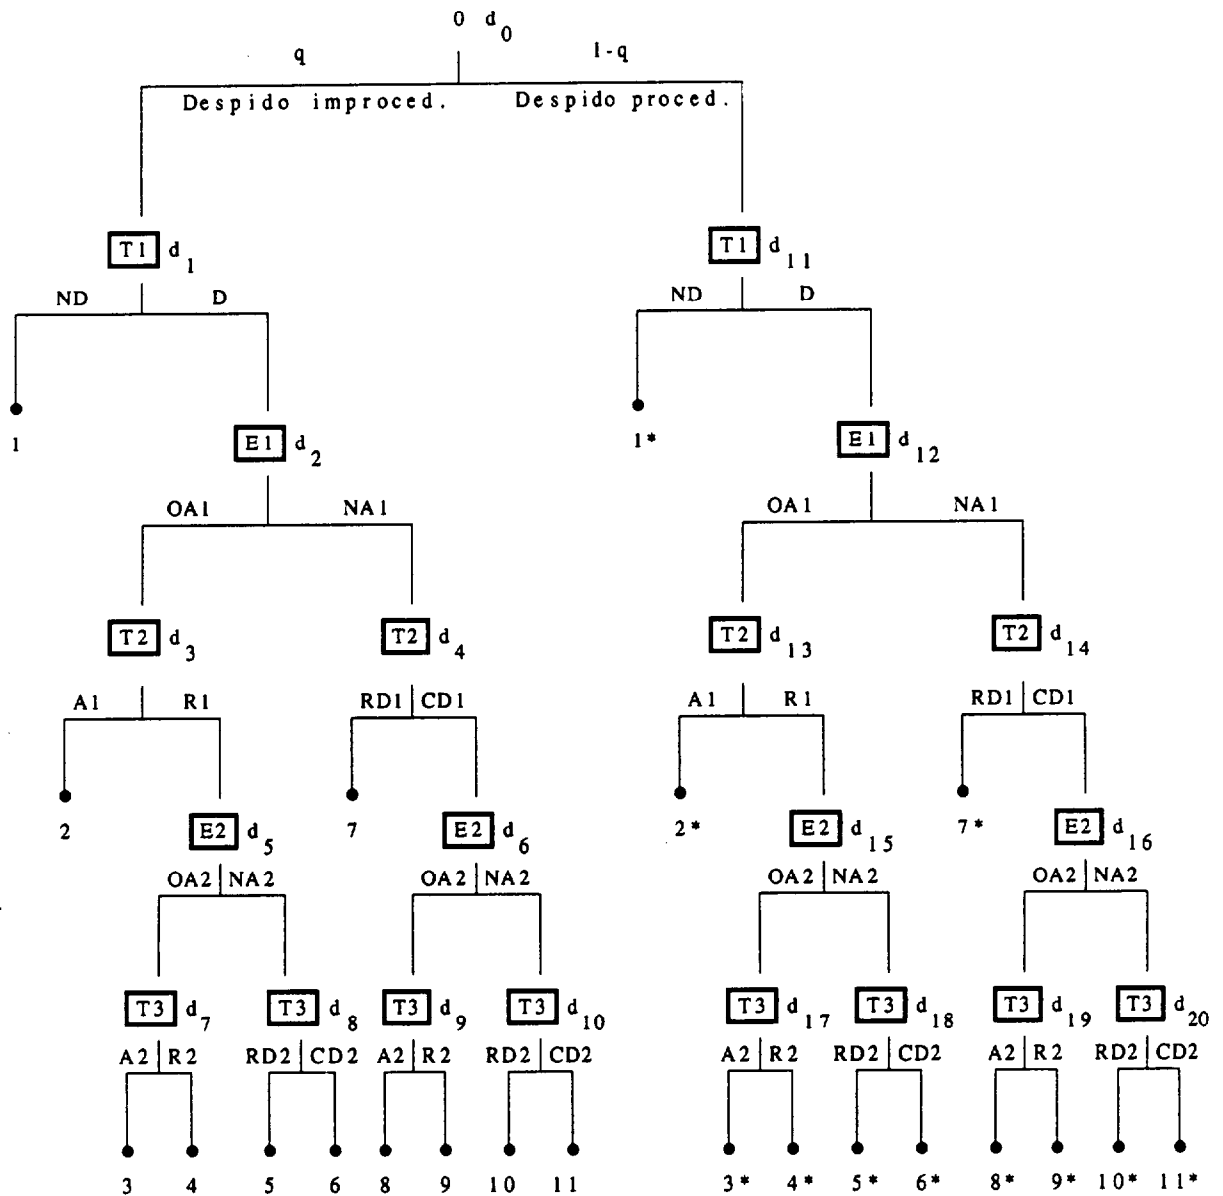 0 d0
q 1-q
Despido improced. Despido proced.
T1 d1 T1 d11
ND D ND D
1 1*
E1 d2 E1 d12
OA1 NA1 OA1 NA1
T2 d3 T2 d4 T2 d13 T2 d14
A1 R1 RD1 CD1 A1 R1 RD1 CD1
2 7 2* 7*
E2 d5 E2 d6 E2 d15 E2 d16
OA2 NA2 OA2 NA2 OA2 NA2 OA2 NA2
T3 d7 T3 d8 T3 d9 T3 d10 T3 d17 T3 d18 T3 d19 T3 d20
A2 R2 RD2 CD2 A2 R2 RD2 CD2 A2 R2 RD2 CD2 A2 R2 RD2 CD2
3 4 5 6 8 9 10 11 3* 4* 5* 6* 8* 9* 10* 11*